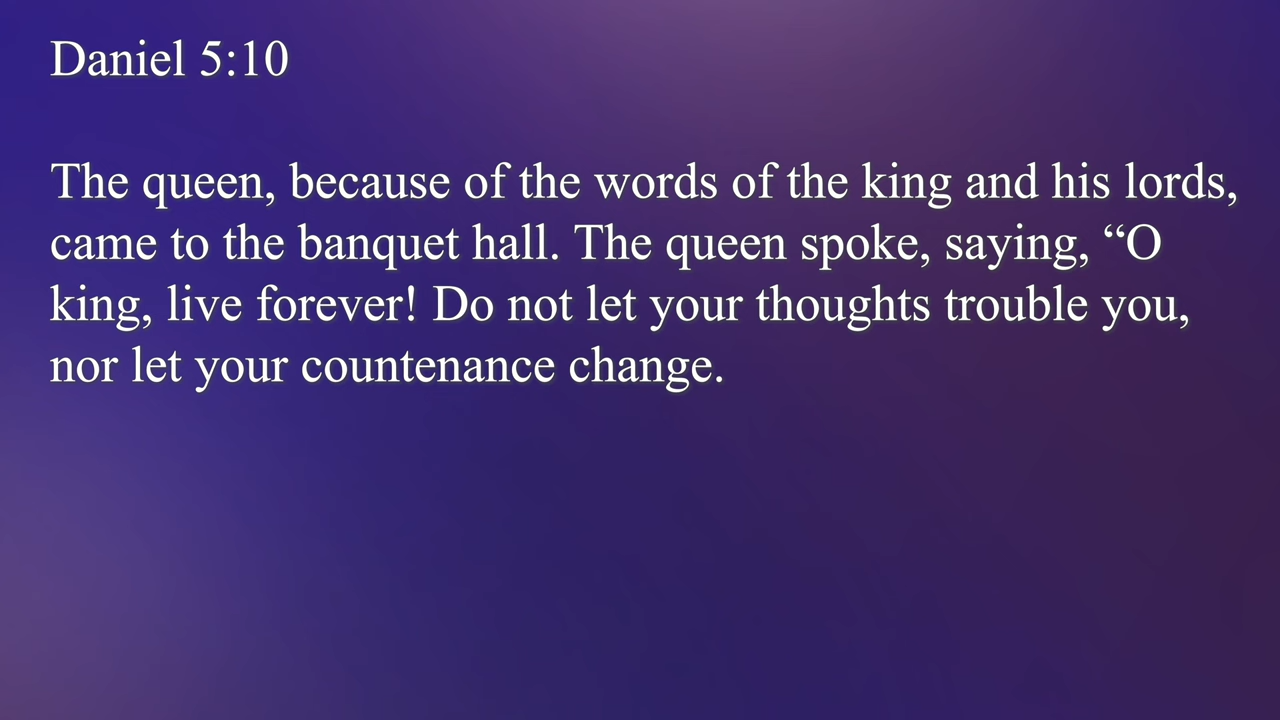 Daniel 5:10
The queen, because of the words of the king and his lords,
came to the banquet hall. The queen spoke, saying, “O
king, live forever! Do not let your thoughts trouble you,
nor let your countenance change.